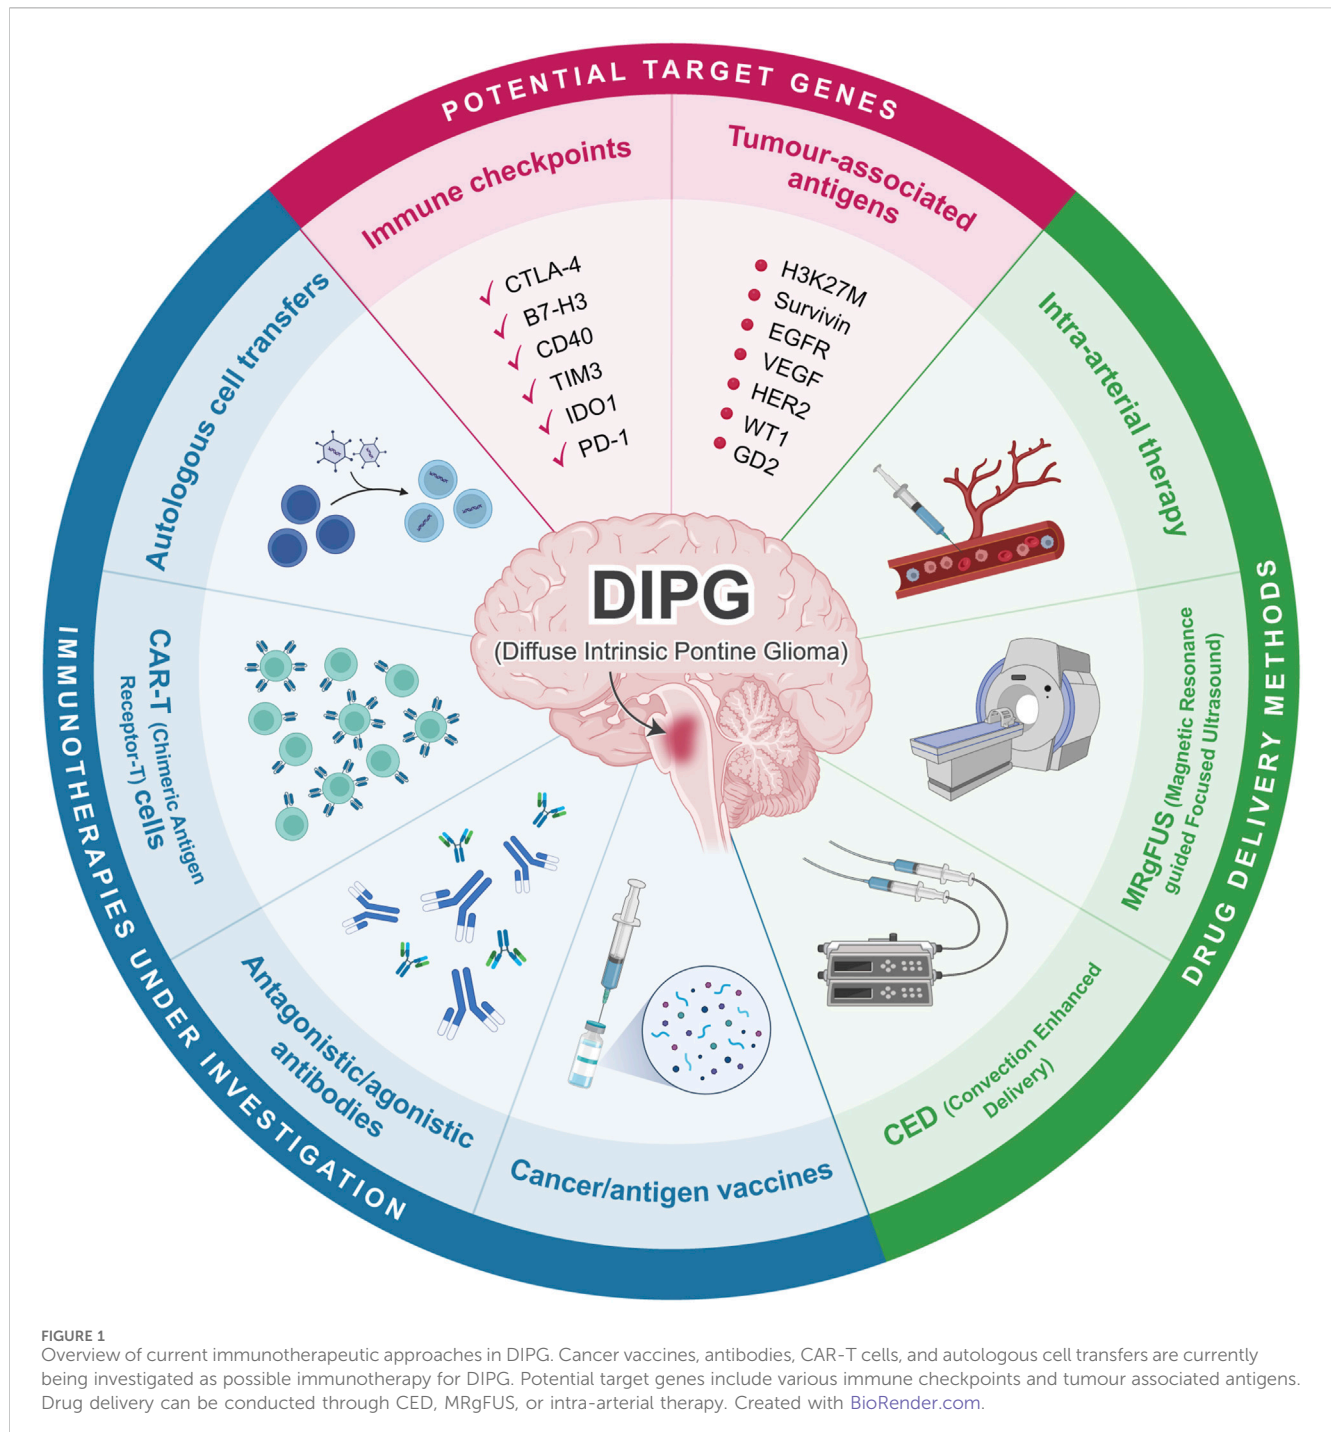 POTENTIAL TARGET GENES
Immune checkpoints
CTLA-4
B7-H3
CD40
TIM3
IDO1
PD-1
Tumour-associated
antigens
H3K27M
Survivin
EGFR
VEGF
HER2
WT1
GD2
DRUG DELIVERY METHODS
Intra-arterial therapy
MRgFUS (Magnetic Resonance
guided Focused Ultrasound)
CED (Convection Enhanced
Delivery)
IMMUNOTHERAPIES UNDER INVESTIGATION
Autologous cell transfers
CAR-T (Chimeric Antigen
Receptor-T) cells
Antagonistic/agonistic
antibodies
Cancer/antigen vaccines
DIPG
(Diffuse Intrinsic Pontine Glioma)
FIGURE 1
Overview of current immunotherapeutic approaches in DIPG. Cancer vaccines, antibodies, CAR-T cells, and autologous cell transfers are currently
being investigated as possible immunotherapy for DIPG. Potential target genes include various immune checkpoints and tumour associated antigens.
Drug delivery can be conducted through CED, MRgFUS, or intra-arterial therapy. Created with BioRender.com.